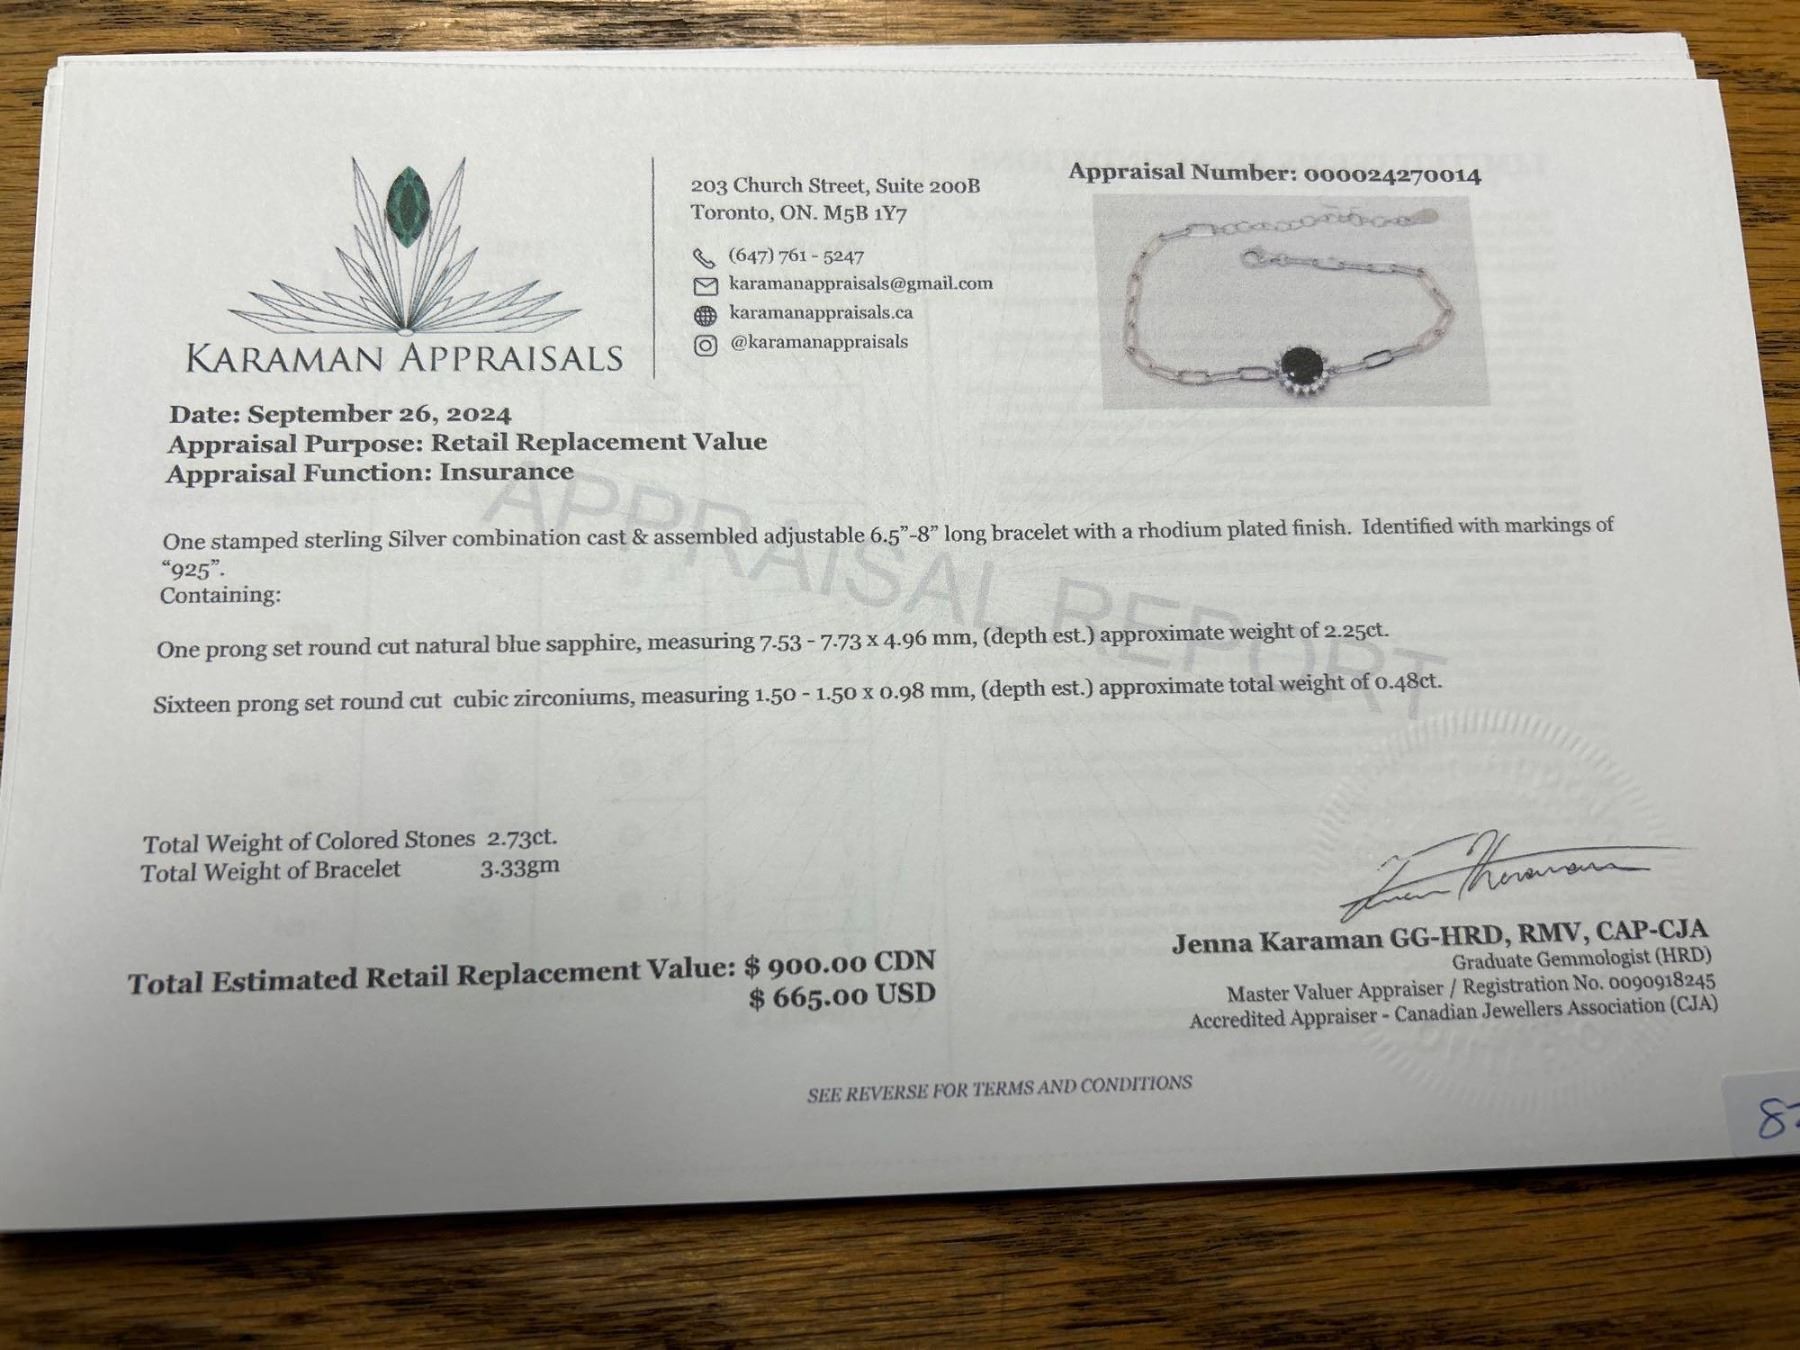 KARAMAN APPRAISALS
203 Church Street, Suite 200B
Toronto, ON. M5B 1Y7
(647) 761 - 5247
karamanappraisals@gmail.com
karamanappraisals.ca
@karamanappraisals
Appraisal Number: 000024270014
Date: September 26, 2024
Appraisal Purpose: Retail Replacement Value
Appraisal Function: Insurance
APPRAISAL REPORT
One stamped sterling Silver combination cast & assembled adjustable 6.5”-8” long bracelet with a rhodium plated finish. Identified with markings of
“925”.
Containing:
One prong set round cut natural blue sapphire, measuring 7.53 - 7.73 x 4.96 mm, (depth est.) approximate weight of 2.25ct.
Sixteen prong set round cut cubic zirconiums, measuring 1.50 - 1.50 x 0.98 mm, (depth est.) approximate total weight of 0.48ct.
Total Weight of Colored Stones 2.73ct.
Total Weight of Bracelet 3.33gm
Total Estimated Retail Replacement Value: $ 900.00 CDN
$ 665.00 USD
Jenna Karaman GG-HRD, RMV, CAP-CJA
Graduate Gemmologist (HRD)
Master Valuer Appraiser / Registration No. 0090918245
Accredited Appraiser - Canadian Jewellers Association (CJA)
SEE REVERSE FOR TERMS AND CONDITIONS